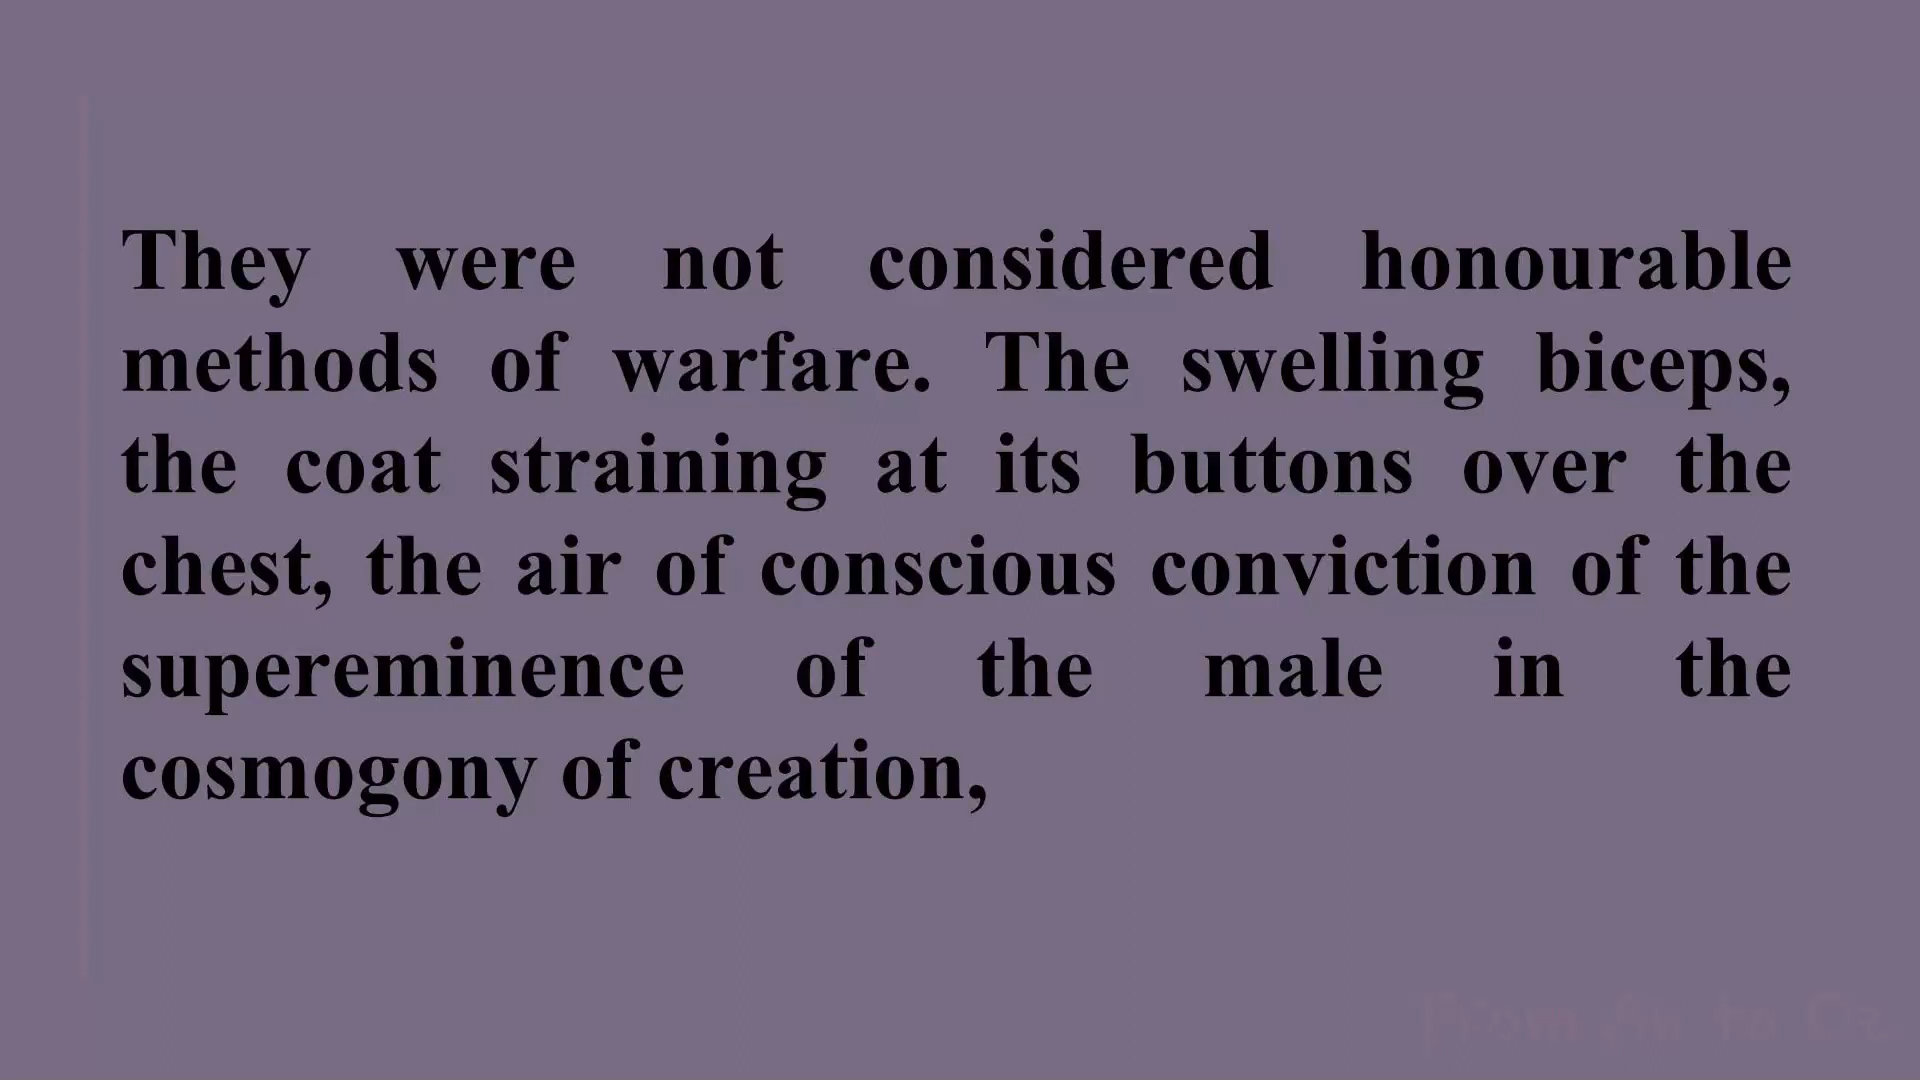 They were not considered honourable
methods of warfare. The swelling biceps,
the coat straining at its buttons over the
chest, the air of conscious conviction of the
supereminence of the male in the
cosmogony of creation,